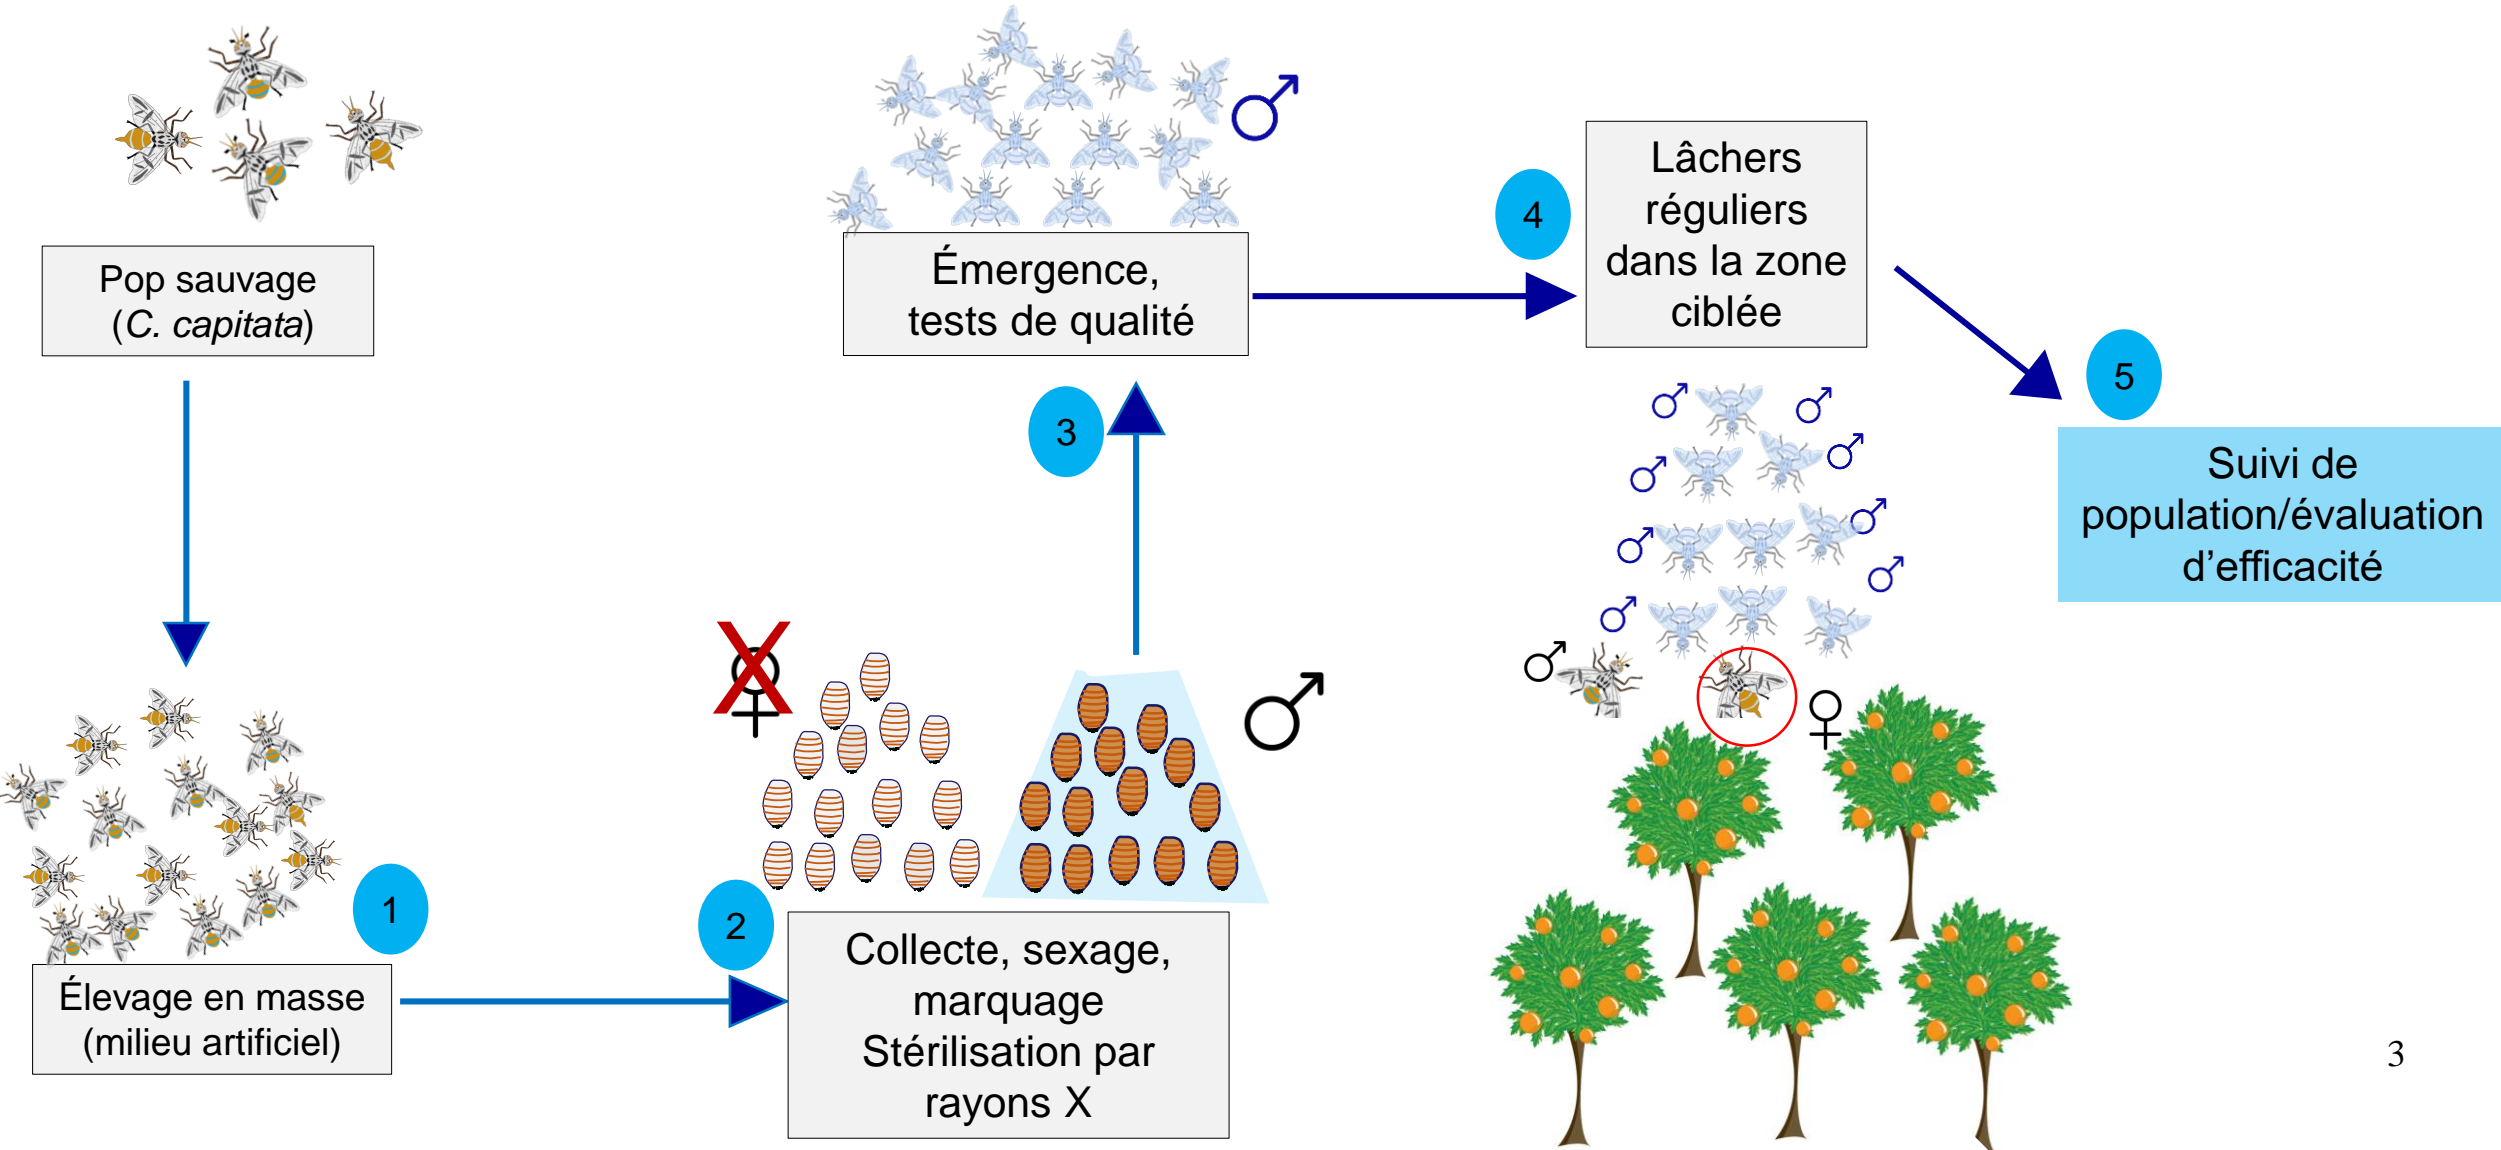 Pop sauvage
(C. capitata)
1
Élevage en masse
(milieu artificiel)
2
Collecte, sexage,
marquage
Stérilisation par
rayons X
X
3
Émergence,
tests de qualité
4
Lâchers
réguliers
dans la zone
ciblée
5
Suivi de
population/évaluation
d’efficacité
3